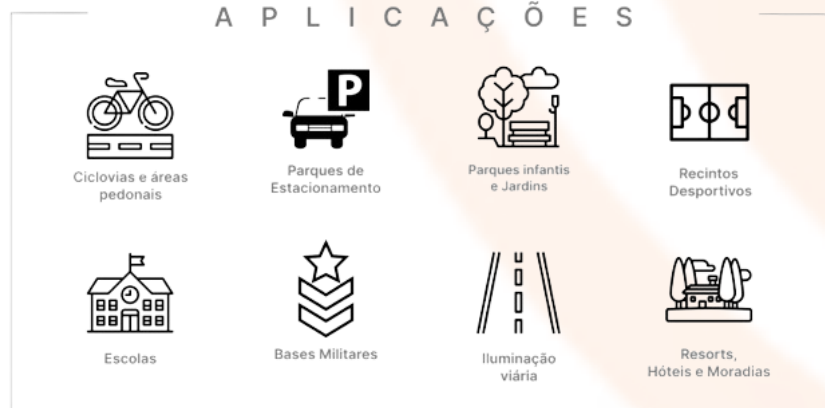 APLICAÇÕES
P
Ciclovias e áreas
pedonais
Parques de
Estacionamento
Parques infantis
e Jardins
Recintos
Desportivos
Escolas
Bases Militares
Iluminação
viária
Resorts,
Hóteis e Moradias